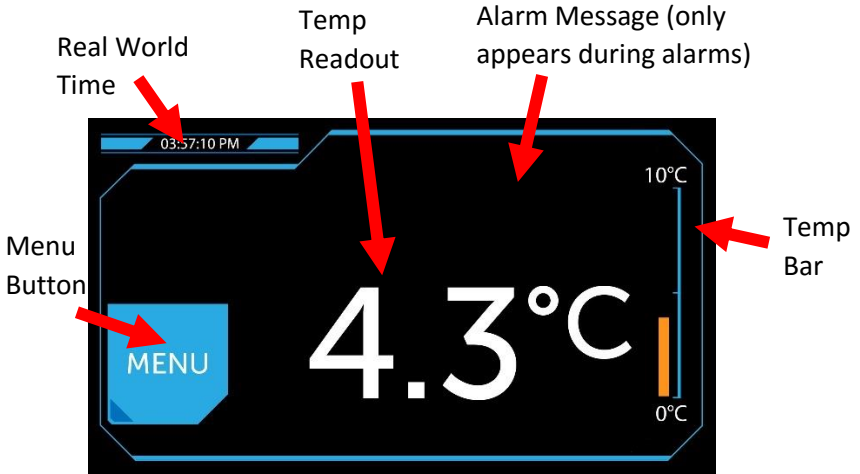 Real World
Time
Temp
Readout
Alarm Message (only
appears during alarms)
03:57:10 PM
10°C
Menu
Button
Temp
Bar
4.3°C
MENU
0°C